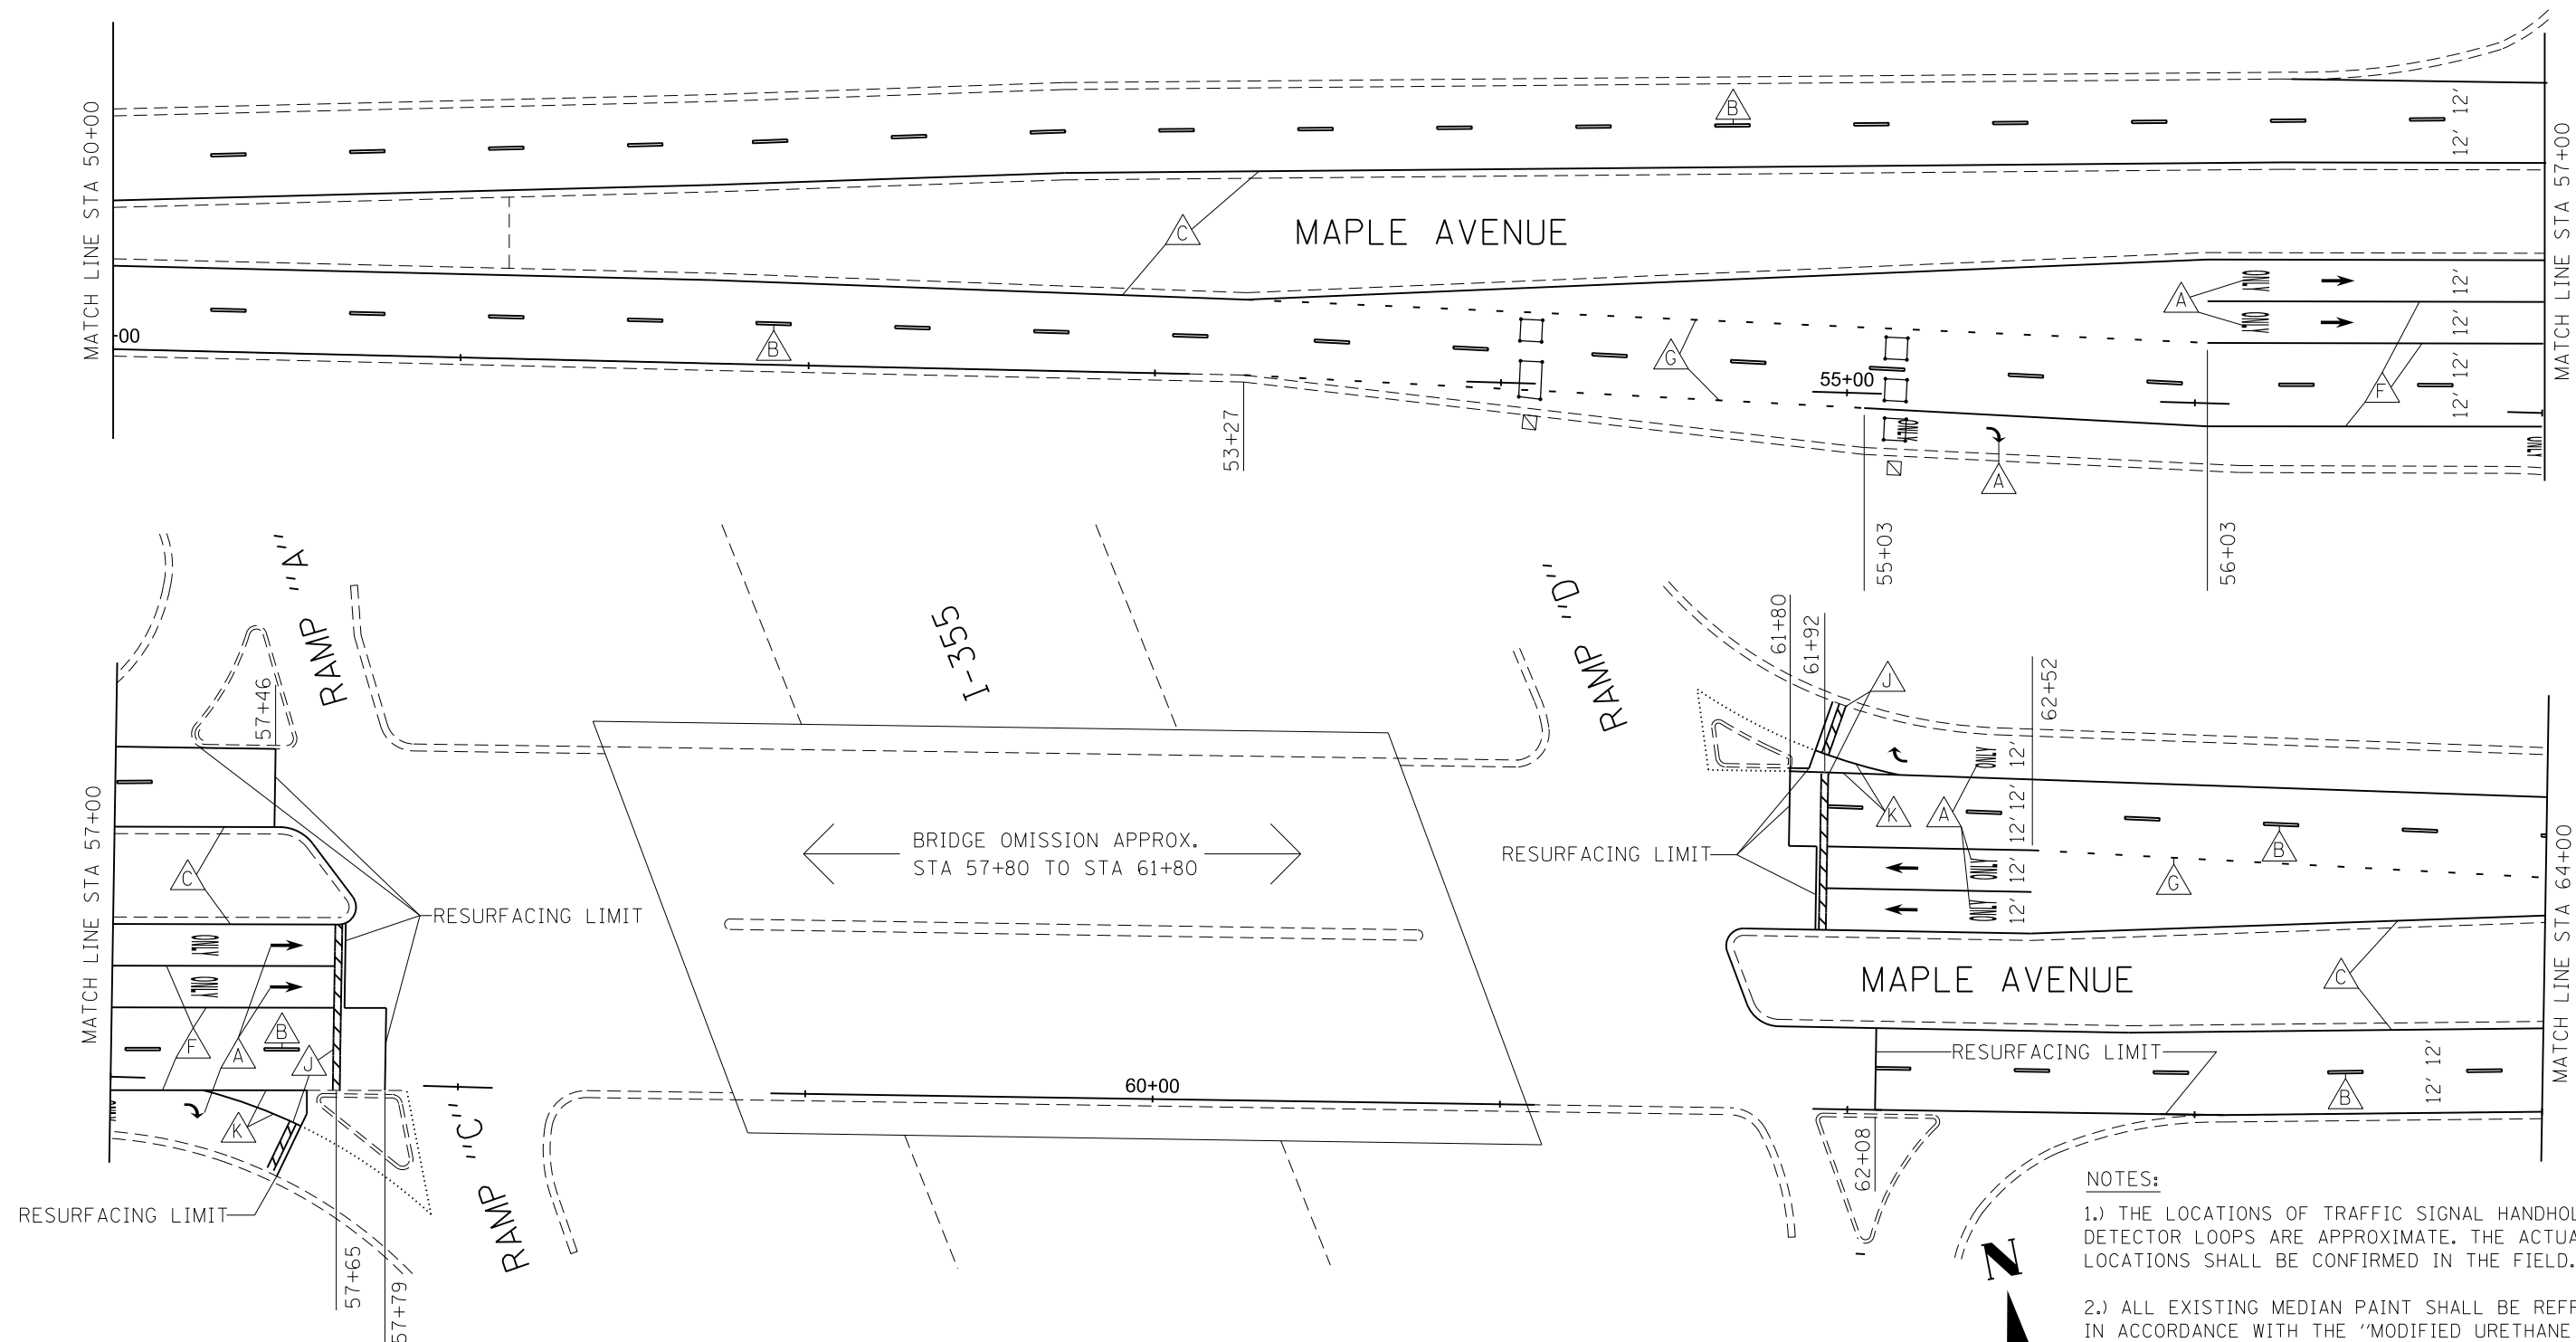 MATCH LINE STA 50+00
00
B
C
MAPLE AVENUE
B
G
53+27
55+00
55+03
56+03
A
ONLY
ONLY
ONLY
A
F
12' 12'
12'
12'
12' 12'
MATCH LINE STA 57+00
MATCH LINE STA 57+00
57+46
RAMP "A"
I-355
RAMP "D"
C
F
A
B
J
K
ONLY
ONLY
RESURFACING LIMIT
RESURFACING LIMIT
57+65
57+79
RAMP "C"
BRIDGE OMISSION APPROX.
STA 57+80 TO STA 61+80
60+00
RESURFACING LIMIT
61+80
61+92
62+52
J
K
A
ONLY
ONLY
ONLY
12'
12' 12'
12'
12'
B
G
MAPLE AVENUE
C
RESURFACING LIMIT
B
12' 12'
62+08
MATCH LINE STA 64+00
N
NOTES:
1.) THE LOCATIONS OF TRAFFIC SIGNAL HANDHOL
DETECTOR LOOPS ARE APPROXIMATE. THE ACTUA
LOCATIONS SHALL BE CONFIRMED IN THE FIELD.
2.) ALL EXISTING MEDIAN PAINT SHALL BE REFR
IN ACCORDANCE WITH THE "MODIFIED URETHANE